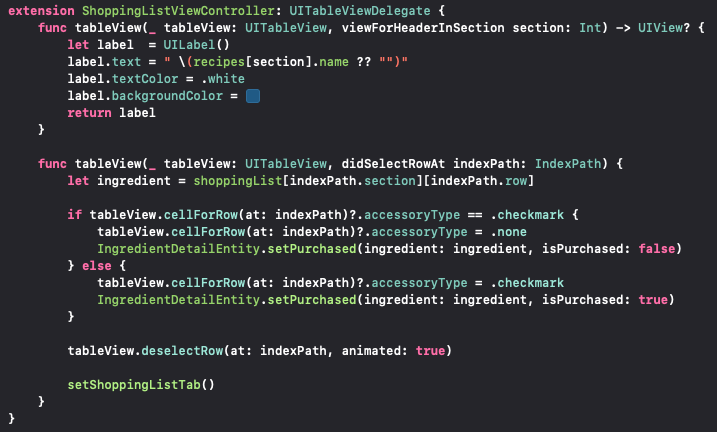 extension ShoppingListViewController: UITableViewDelegate {
    func tableView(_ tableView: UITableView, viewForHeaderInSection section: Int) -> UIView? {
        let label  = UILabel()
        label.text = " \(recipes[section].name ?? "")"
        label.textColor = .white
        label.backgroundColor =
        return label
    }

    func tableView(_ tableView: UITableView, didSelectRowAt indexPath: IndexPath) {
        let ingredient = shoppingList[indexPath.section][indexPath.row]

        if tableView.cellForRow(at: indexPath)?.accessoryType == .checkmark {
            tableView.cellForRow(at: indexPath)?.accessoryType = .none
            IngredientDetailEntity.setPurchased(ingredient: ingredient, isPurchased: false)
        } else {
            tableView.cellForRow(at: indexPath)?.accessoryType = .checkmark
            IngredientDetailEntity.setPurchased(ingredient: ingredient, isPurchased: true)
        }

        tableView.deselectRow(at: indexPath, animated: true)

        setShoppingListTab()
    }
}